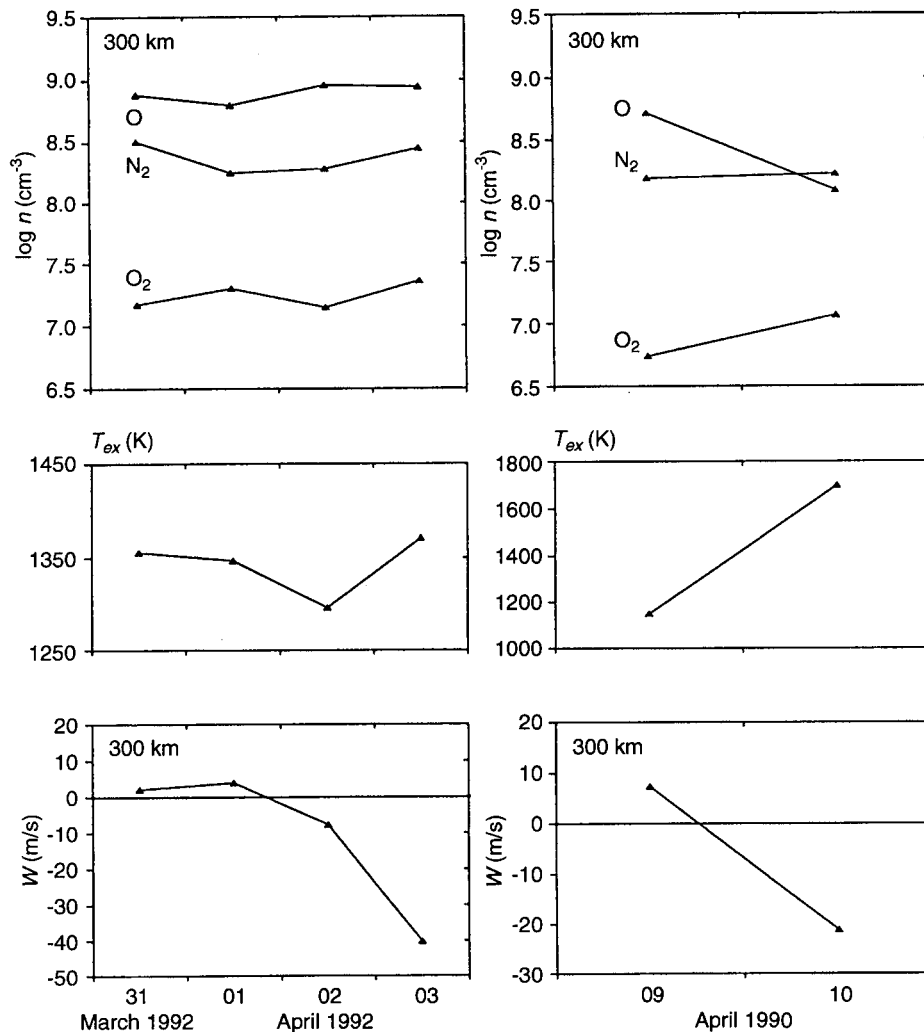 300 km
log n (cm-3)
9.5
9.0
8.5
8.0
7.5
7.0
6.5
O
N2
O2
300 km
log n (cm-3)
9.5
9.0
8.5
8.0
7.5
7.0
6.5
O
N2
O2
Tex (K)
1450
1350
1250
Tex (K)
1800
1600
1400
1200
1000
300 km
W (m/s)
20
10
0
-10
-20
-30
-40
-50
31 01 02 03
March 1992 April 1992
300 km
W (m/s)
20
10
0
-10
-20
-30
09 10
April 1990